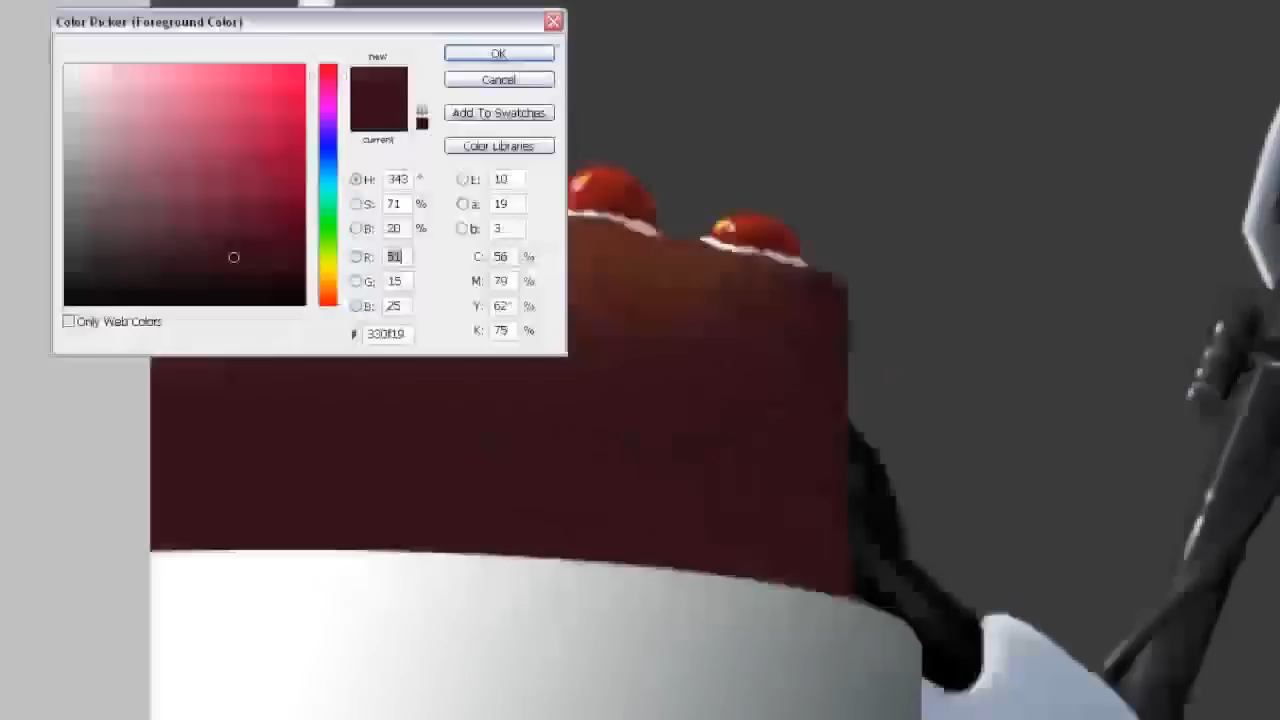 Color Picker (Foreground Color)
new
current
OK
Cancel
Add To Swatches
Color Libraries
H: 343 °
S: 71 %
B: 20 %
R: 51
G: 15
B: 25
# 330f19
L: 10
a: 19
b: 3
C: 56 %
M: 79 %
Y: 62 %
K: 75 %
Only Web Colors